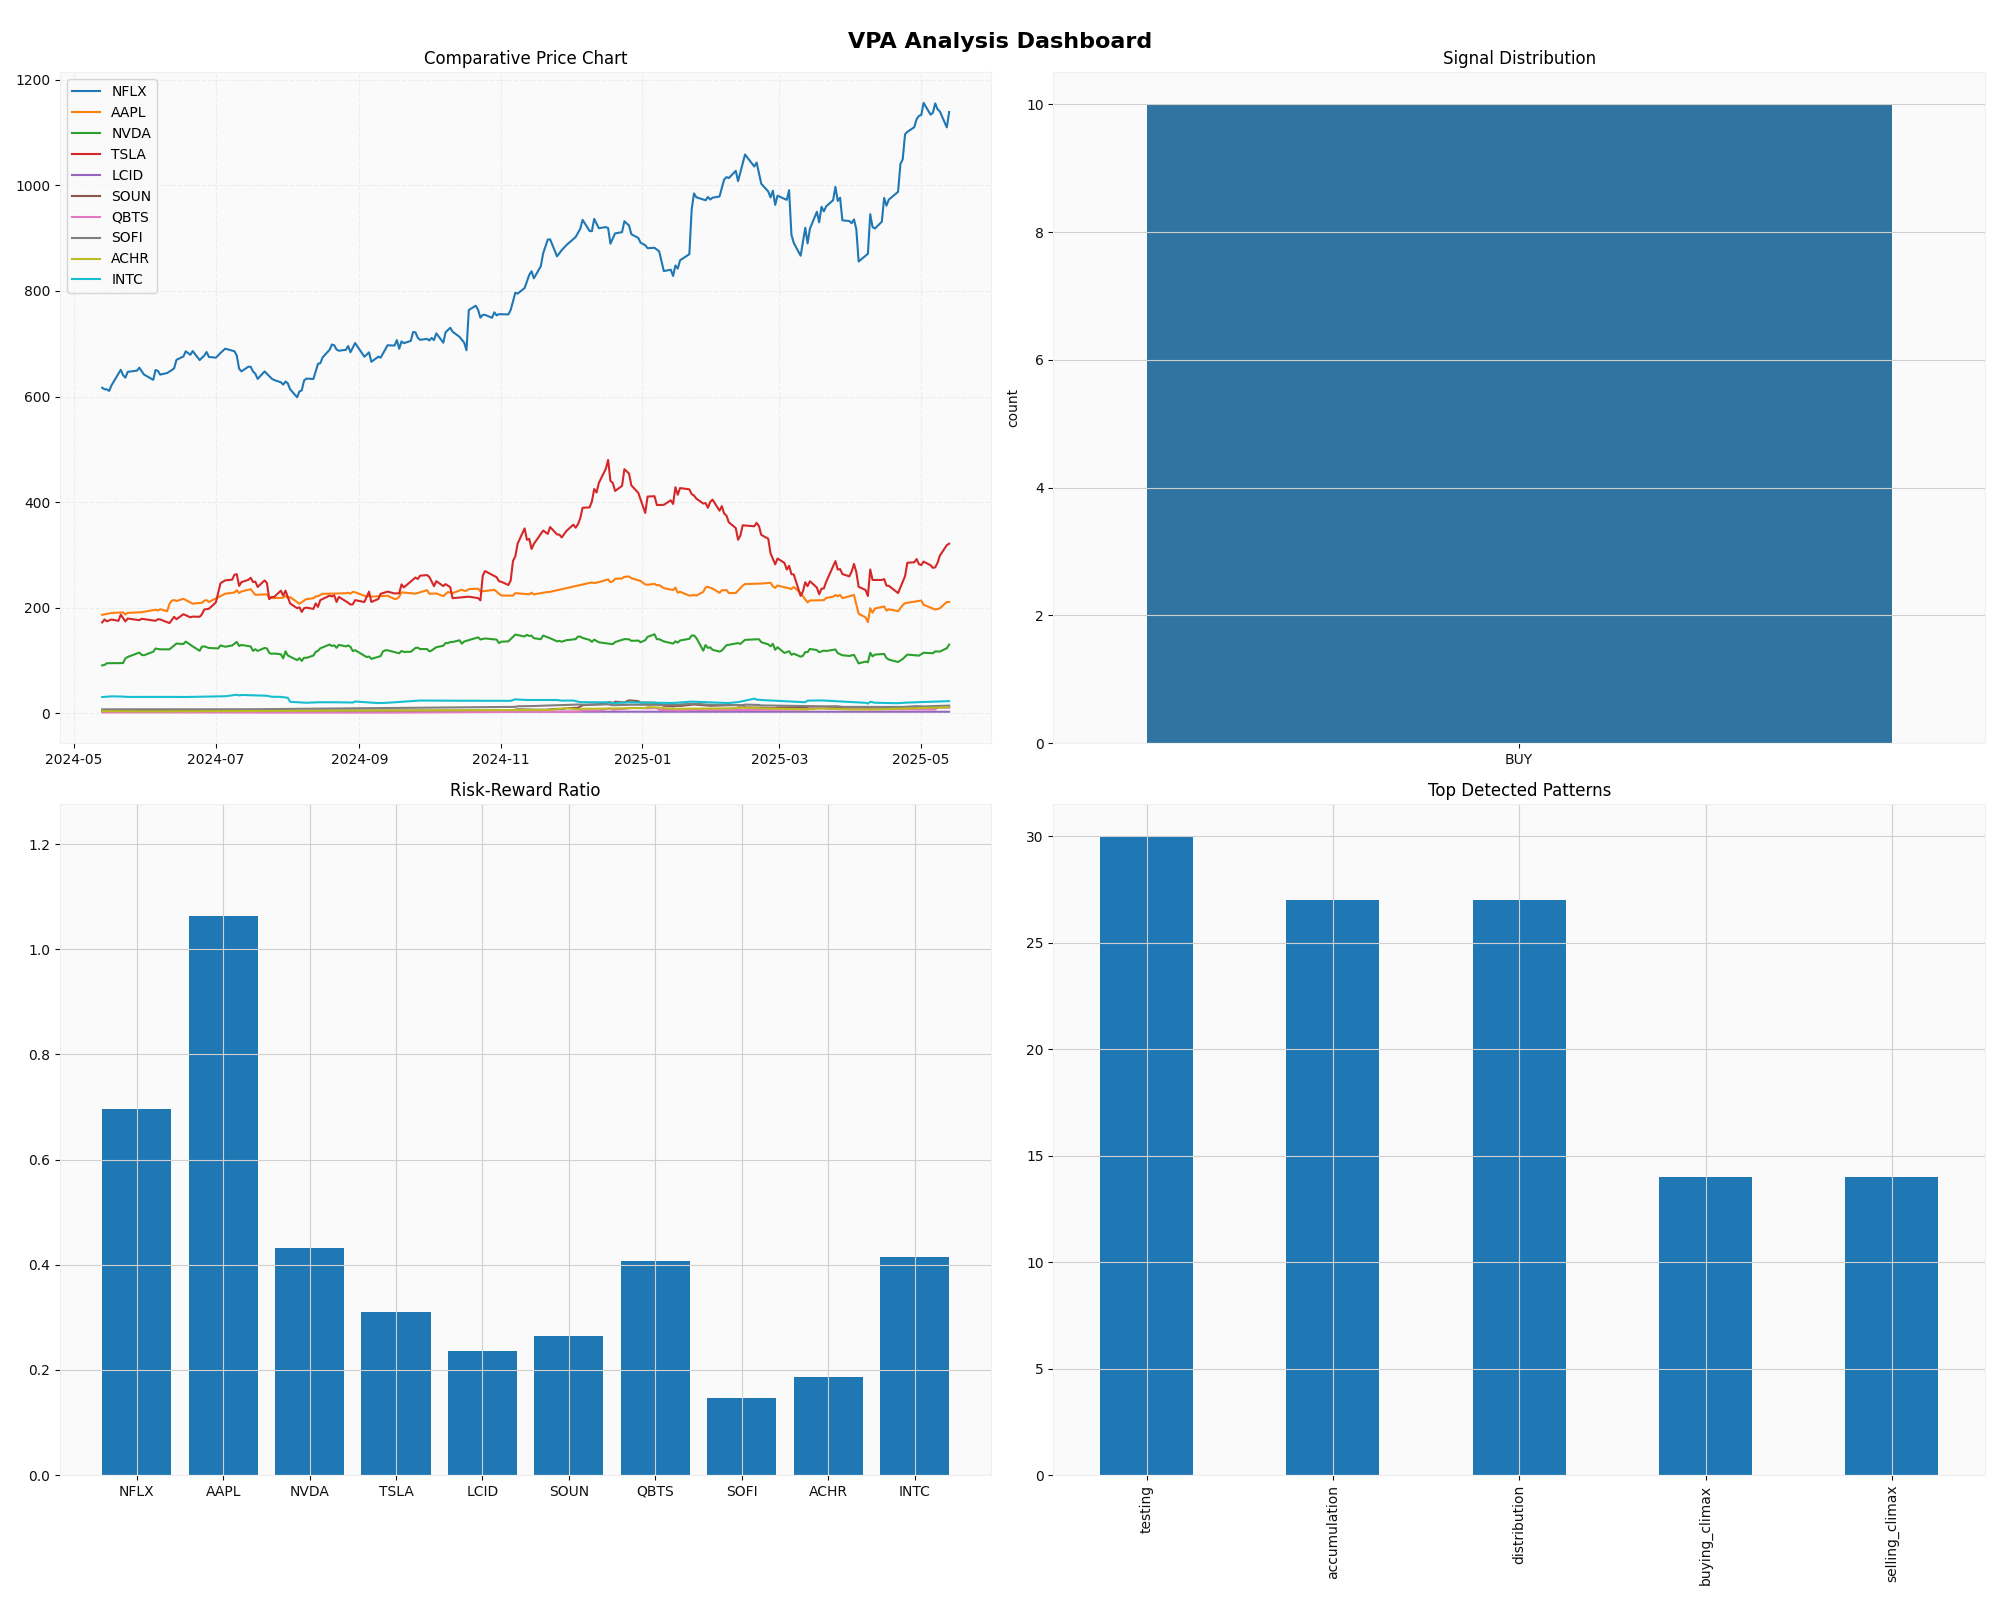 VPA Analysis Dashboard
Comparative Price Chart
1200
1000
800
600
400
200
0
NFLX
AAPL
NVDA
TSLA
LCID
SOUN
QBTS
SOFI
ACHR
INTC
2024-05 2024-07 2024-09 2024-11 2025-01 2025-03 2025-05
Signal Distribution
count
10
8
6
4
2
0
BUY
Risk-Reward Ratio
1.2
1.0
0.8
0.6
0.4
0.2
0.0
NFLX AAPL NVDA TSLA LCID SOUN QBTS SOFI ACHR INTC
Top Detected Patterns
30
25
20
15
10
5
0
testing
accumulation
distribution
buying_climax
selling_climax